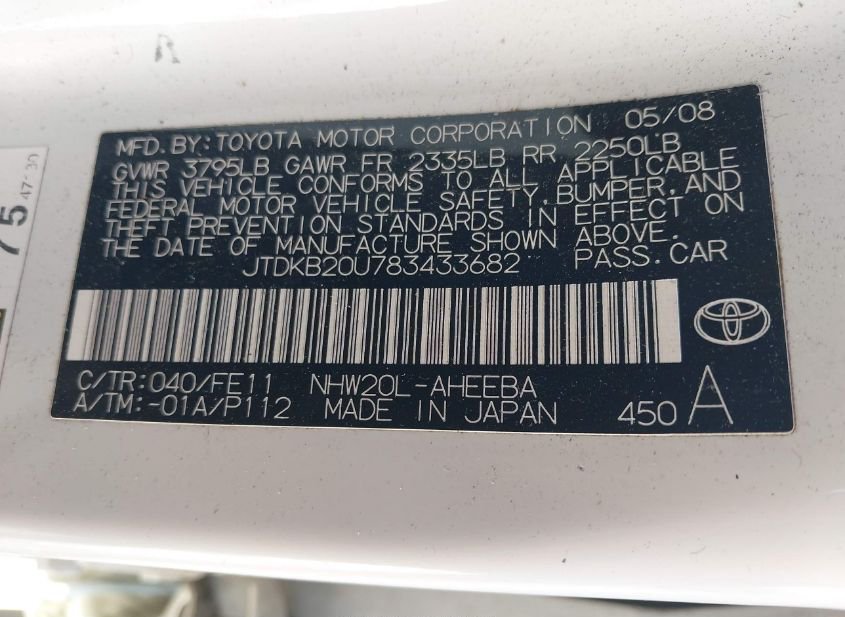 MFD. BY: TOYOTA MOTOR CORPORATION 05/08
GVWR 3795LB GAWR FR 2335LB RR 2250LB
THIS VEHICLE CONFORMS TO ALL APPLICABLE
FEDERAL MOTOR VEHICLE SAFETY, BUMPER, AND
THEFT PREVENTION STANDARDS IN EFFECT ON
THE DATE OF MANUFACTURE SHOWN ABOVE.
JTDKB20U783433682 PASS. CAR
C/TR: 040/FE11 NHW20L-AHEEBA
A/TM: -01A/P112 MADE IN JAPAN 450 A
75